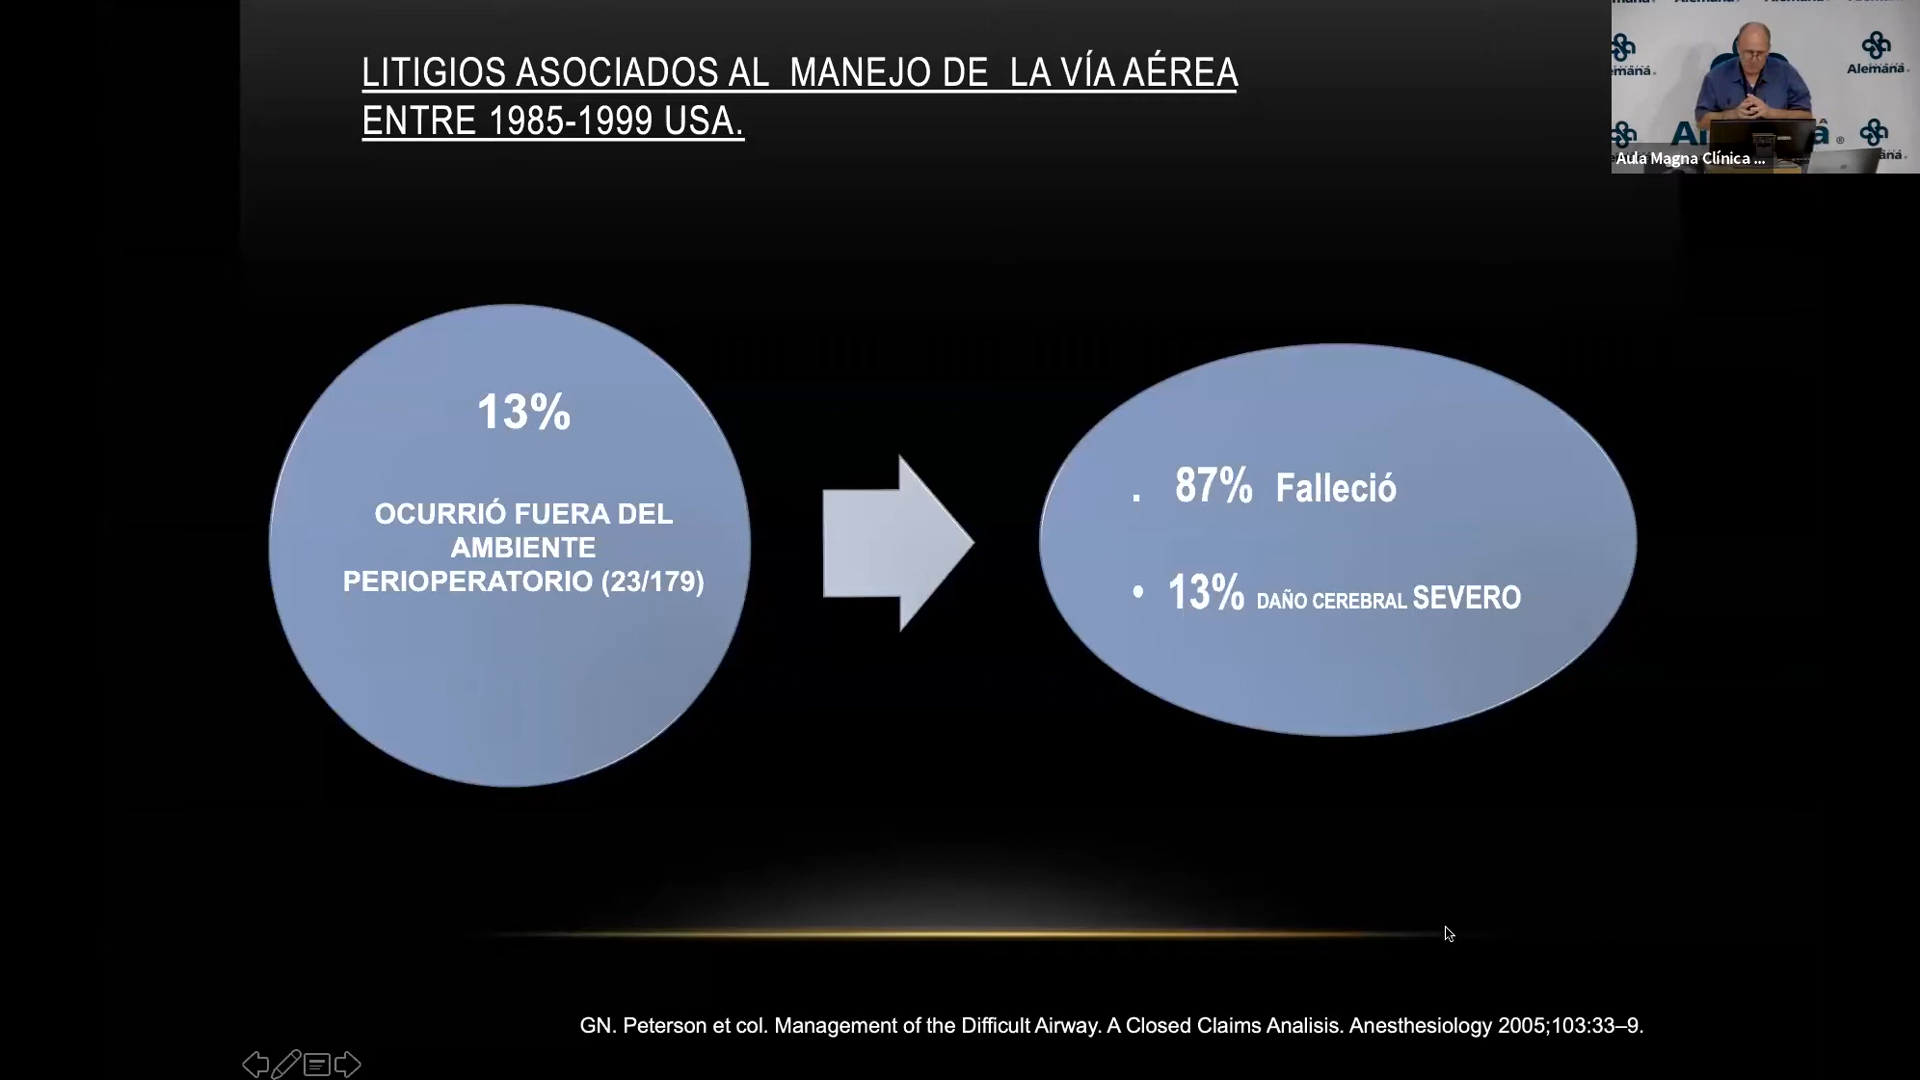 LITIGIOS ASOCIADOS AL MANEJO DE LA VÍA AÉREA
ENTRE 1985-1999 USA.
13%
OCURRIÓ FUERA DEL
AMBIENTE
PERIOPERATORIO (23/179)
. 87% Falleció
• 13% DAÑO CEREBRAL SEVERO
GN. Peterson et col. Management of the Difficult Airway. A Closed Claims Analisis. Anesthesiology 2005;103:33–9.
Alemana
Aula Magna Clínica ...